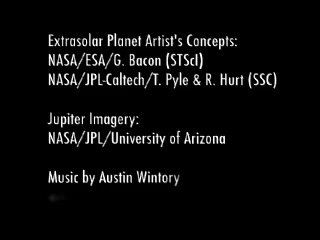 Extrasolar Planet Artist's Concepts:
NASA/ESA/G. Bacon (STScI)
NASA/JPL-Caltech/T. Pyle & R. Hurt (SSC)
Jupiter Imagery:
NASA/JPL/University of Arizona
Music by Austin Wintory